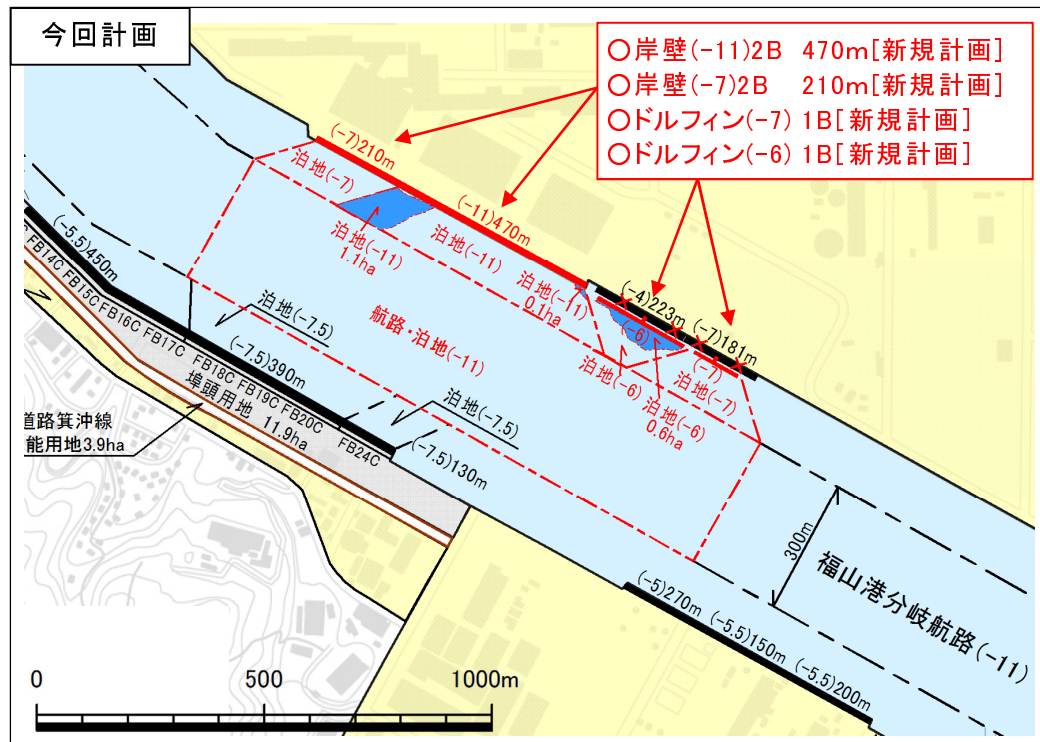 今回計画
○岸壁(-11)2B 470m[新規計画]
○岸壁(-7)2B 210m[新規計画]
○ドルフィン(-7) 1B[新規計画]
○ドルフィン(-6) 1B[新規計画]
(-7)210m
泊地(-7)
(-11)470m
泊地(-11)
1.1ha
泊地(-11)
泊地(-11)
0.1ha
(-4)223m
(-7)181m
(-6)
(-7)
泊地(-6)
泊地(-6)
0.6ha
泊地(-7)
航路・泊地(-11)
(-5.5)450m
泊地(-7.5)
(-7.5)390m
泊地(-7.5)
(-7.5)130m
FB14C
FB15C
FB16C
FB17C
FB18C
FB19C
FB20C
FB24C
埠頭用地 11.9ha
道路箕沖線
能用地3.9ha
300m
福山港分岐航路(-11)
(-5)270m
(-5.5)150m
(-5.5)200m
0 500 1000m